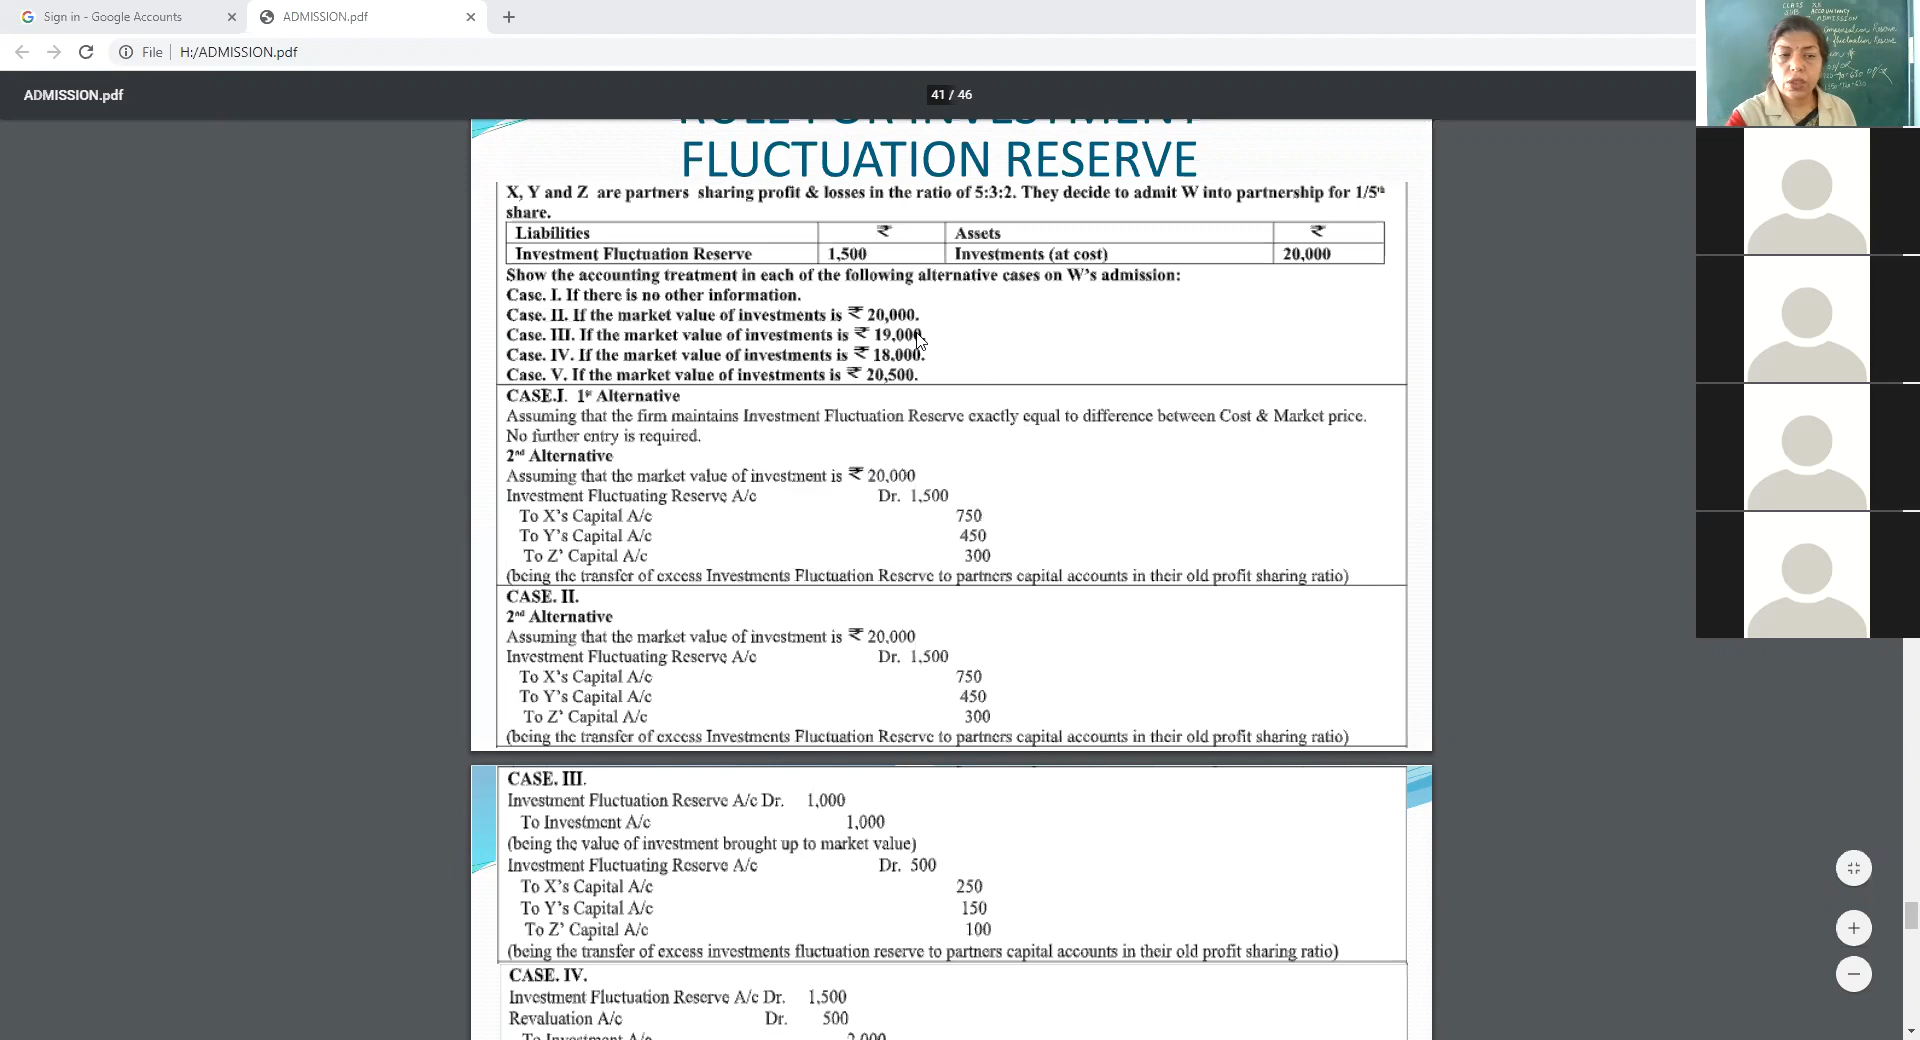 Sign in - Google Accounts
ADMISSION.pdf
File
H:/ADMISSION.pdf
ADMISSION.pdf
41 / 46
FLUCTUATION RESERVE
X, Y and Z are partners sharing profit & losses in the ratio of 5:3:2. They decide to admit W into partnership for 1/5th
share.
Liabilities ₹ Assets ₹
Investment Fluctuation Reserve 1,500 Investments (at cost) 20,000
Show the accounting treatment in each of the following alternative cases on W's admission:
Case. I. If there is no other information.
Case. II. If the market value of investments is ₹ 20,000.
Case. III. If the market value of investments is ₹ 19,000.
Case. IV. If the market value of investments is ₹ 18,000.
Case. V. If the market value of investments is ₹ 20,500.
CASE.I. 1st Alternative
Assuming that the firm maintains Investment Fluctuation Reserve exactly equal to difference between Cost & Market price.
No further entry is required.
2nd Alternative
Assuming that the market value of investment is ₹ 20,000
Investment Fluctuating Reserve A/c Dr. 1,500
To X's Capital A/c 750
To Y's Capital A/c 450
To Z' Capital A/c 300
(being the transfer of excess Investments Fluctuation Reserve to partners capital accounts in their old profit sharing ratio)
CASE. II.
2nd Alternative
Assuming that the market value of investment is ₹ 20,000
Investment Fluctuating Reserve A/c Dr. 1,500
To X's Capital A/c 750
To Y's Capital A/c 450
To Z' Capital A/c 300
(being the transfer of excess Investments Fluctuation Reserve to partners capital accounts in their old profit sharing ratio)
CASE. III.
Investment Fluctuation Reserve A/c Dr. 1,000
To Investment A/c 1,000
(being the value of investment brought up to market value)
Investment Fluctuating Reserve A/c Dr. 500
To X's Capital A/c 250
To Y's Capital A/c 150
To Z' Capital A/c 100
(being the transfer of excess investments fluctuation reserve to partners capital accounts in their old profit sharing ratio)
CASE. IV.
Investment Fluctuation Reserve A/c Dr. 1,500
Revaluation A/c Dr. 500
To Investment A/c 2,000
CLASS XII
SUB ACCOUNTANCY
ADMISSION
Compensation Reserve
fluctuation Reserve